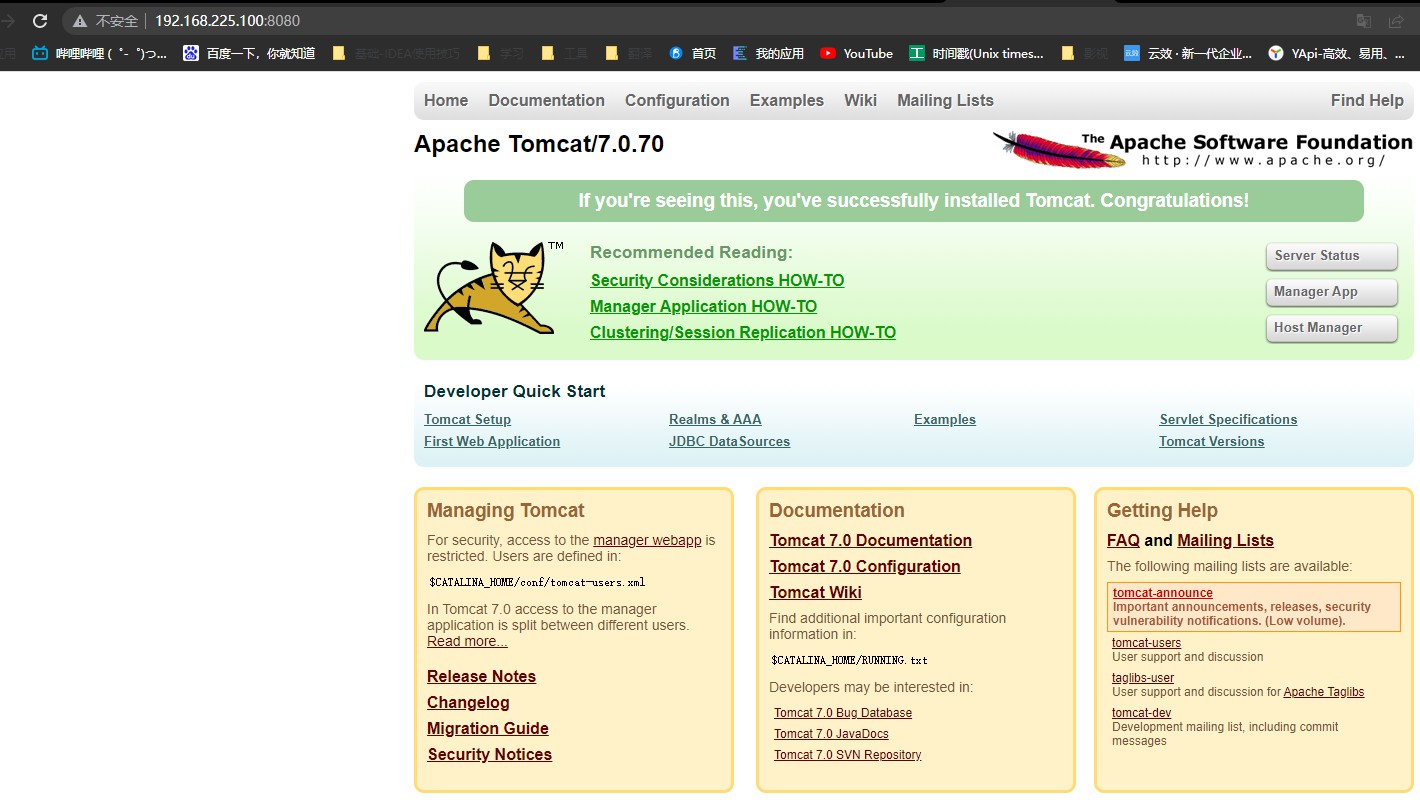 不安全 192.168.225.100:8080
哔哩哔哩 ( ゜- ゜)つ... 百度一下，你就知道 基础-IDEA使用技巧 学习 工具 翻译 首页 我的应用 YouTube 时间戳(Unix times... 影视 云效 云效 · 新一代企业... YApi-高效、易用、...
Home Documentation Configuration Examples Wiki Mailing Lists Find Help
Apache Tomcat/7.0.70
The Apache Software Foundation
http://www.apache.org/
If you're seeing this, you've successfully installed Tomcat. Congratulations!
TM
Recommended Reading:
Security Considerations HOW-TO
Manager Application HOW-TO
Clustering/Session Replication HOW-TO
Server Status
Manager App
Host Manager
Developer Quick Start
Tomcat Setup
First Web Application
Realms & AAA
JDBC DataSources
Examples
Servlet Specifications
Tomcat Versions
Managing Tomcat
For security, access to the manager webapp is
restricted. Users are defined in:
$CATALINA_HOME/conf/tomcat-users.xml
In Tomcat 7.0 access to the manager
application is split between different users.
Read more...
Release Notes
Changelog
Migration Guide
Security Notices
Documentation
Tomcat 7.0 Documentation
Tomcat 7.0 Configuration
Tomcat Wiki
Find additional important configuration
information in:
$CATALINA_HOME/RUNNING.txt
Developers may be interested in:
Tomcat 7.0 Bug Database
Tomcat 7.0 JavaDocs
Tomcat 7.0 SVN Repository
Getting Help
FAQ and Mailing Lists
The following mailing lists are available:
tomcat-announce
Important announcements, releases, security
vulnerability notifications. (Low volume).
tomcat-users
User support and discussion
taglibs-user
User support and discussion for Apache Taglibs
tomcat-dev
Development mailing list, including commit
messages